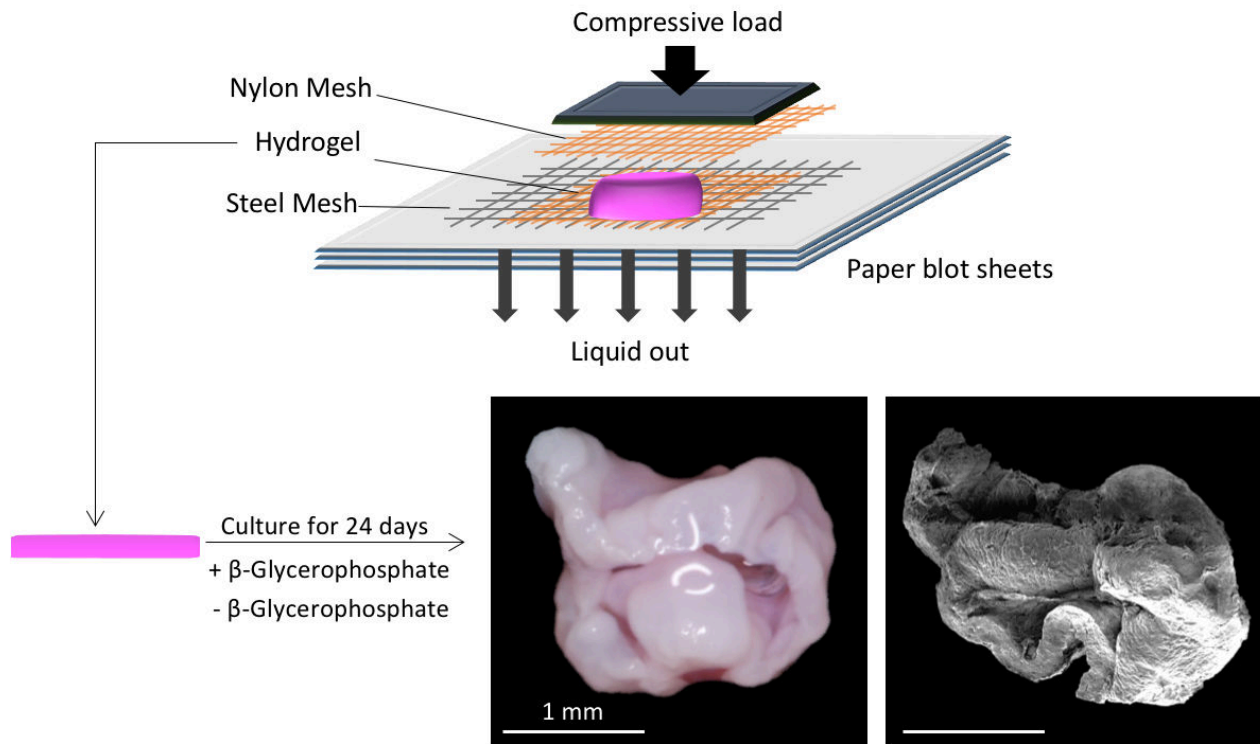 Compressive load
Nylon Mesh
Hydrogel
Steel Mesh
Paper blot sheets
Liquid out
Culture for 24 days
+ β-Glycerophosphate
- β-Glycerophosphate
1 mm